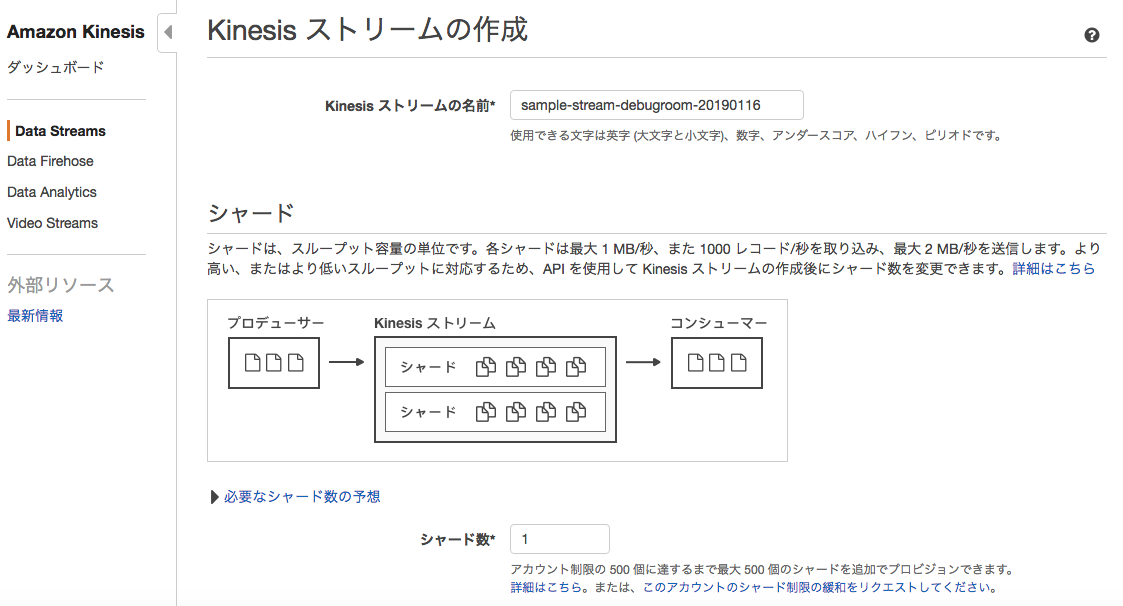 Amazon Kinesis
ダッシュボード
Data Streams
Data Firehose
Data Analytics
Video Streams
外部リソース
最新情報
Kinesis ストリームの作成
Kinesis ストリームの名前*
sample-stream-debugroom-20190116
使用できる文字は英字 (大文字と小文字)、数字、アンダースコア、ハイフン、ピリオドです。
シャード
シャードは、スループット容量の単位です。各シャードは最大 1 MB/秒、また 1000 レコード/秒を取り込み、最大 2 MB/秒を送信します。より
高い、またはより低いスループットに対応するため、API を使用して Kinesis ストリームの作成後にシャード数を変更できます。詳細はこちら
プロデューサー
Kinesis ストリーム
コンシューマー
シャード
シャード
必要なシャード数の予想
シャード数*
1
アカウント制限の 500 個に達するまで最大 500 個のシャードを追加でプロビジョンできます。
詳細はこちら。または、このアカウントのシャード制限の緩和をリクエストしてください。